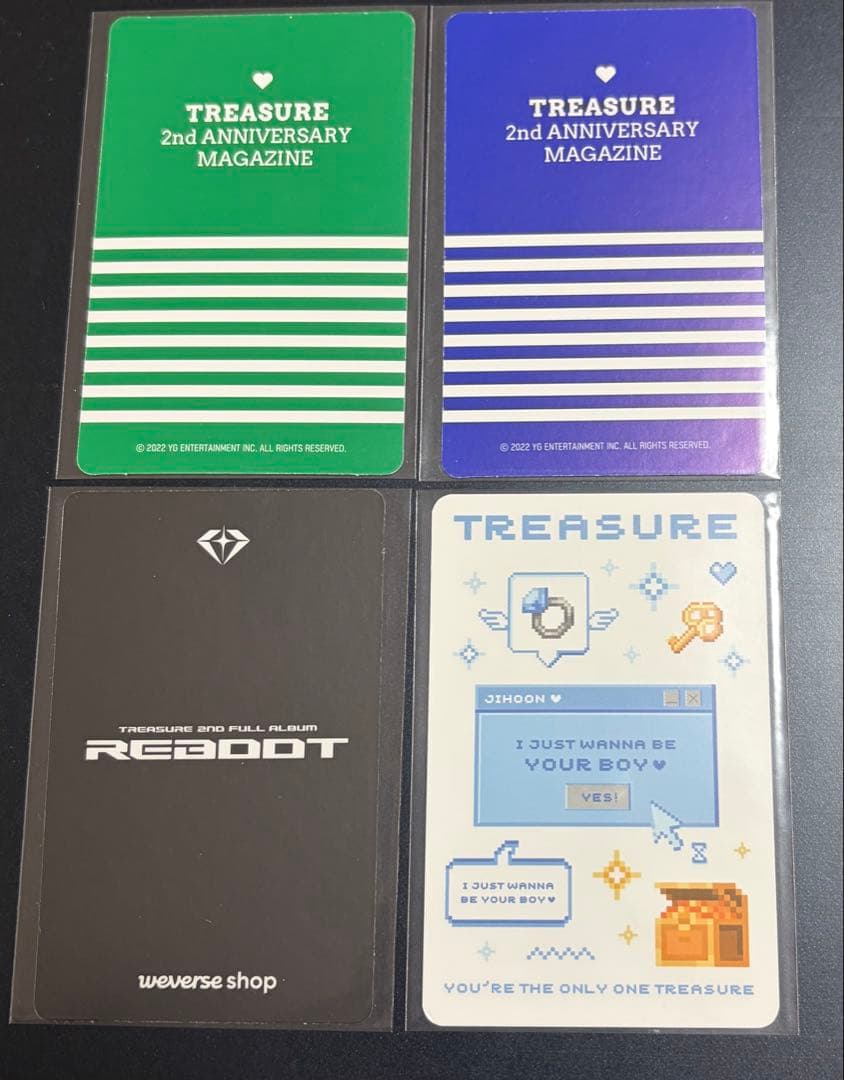 TREASURE
2nd ANNIVERSARY
MAGAZINE
© 2022 YG ENTERTAINMENT INC. ALL RIGHTS RESERVED.
TREASURE
2nd ANNIVERSARY
MAGAZINE
© 2022 YG ENTERTAINMENT INC. ALL RIGHTS RESERVED.
TREASURE 2ND FULL ALBUM
REBOOT
weverse shop
TREASURE
JIHOON ♥
I JUST WANNA BE
YOUR BOY ♥
YES!
I JUST WANNA
BE YOUR BOY ♥
YOU'RE THE ONLY ONE TREASURE